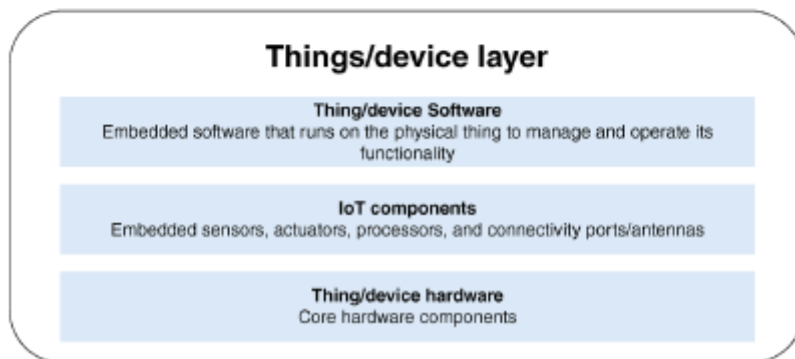 Things/device layer
Thing/device Software
Embedded software that runs on the physical thing to manage and operate its
functionality
IoT components
Embedded sensors, actuators, processors, and connectivity ports/antennas
Thing/device hardware
Core hardware components